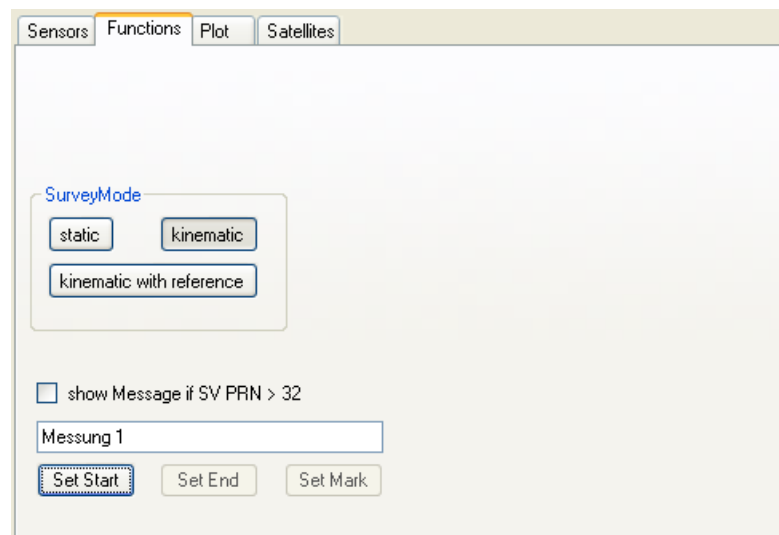 Sensors Functions Plot Satellites
SurveyMode
static kinematic
kinematic with reference
show Message if SV PRN > 32
Messung 1
Set Start Set End Set Mark